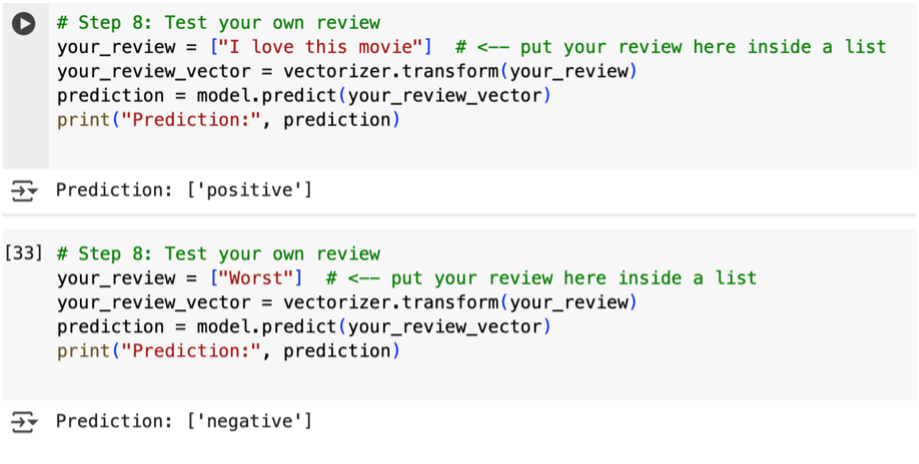 # Step 8: Test your own review
your_review = ["I love this movie"]  # <-- put your review here inside a list
your_review_vector = vectorizer.transform(your_review)
prediction = model.predict(your_review_vector)
print("Prediction:", prediction)
Prediction: ['positive']
[33] # Step 8: Test your own review
your_review = ["Worst"]  # <-- put your review here inside a list
your_review_vector = vectorizer.transform(your_review)
prediction = model.predict(your_review_vector)
print("Prediction:", prediction)
Prediction: ['negative']